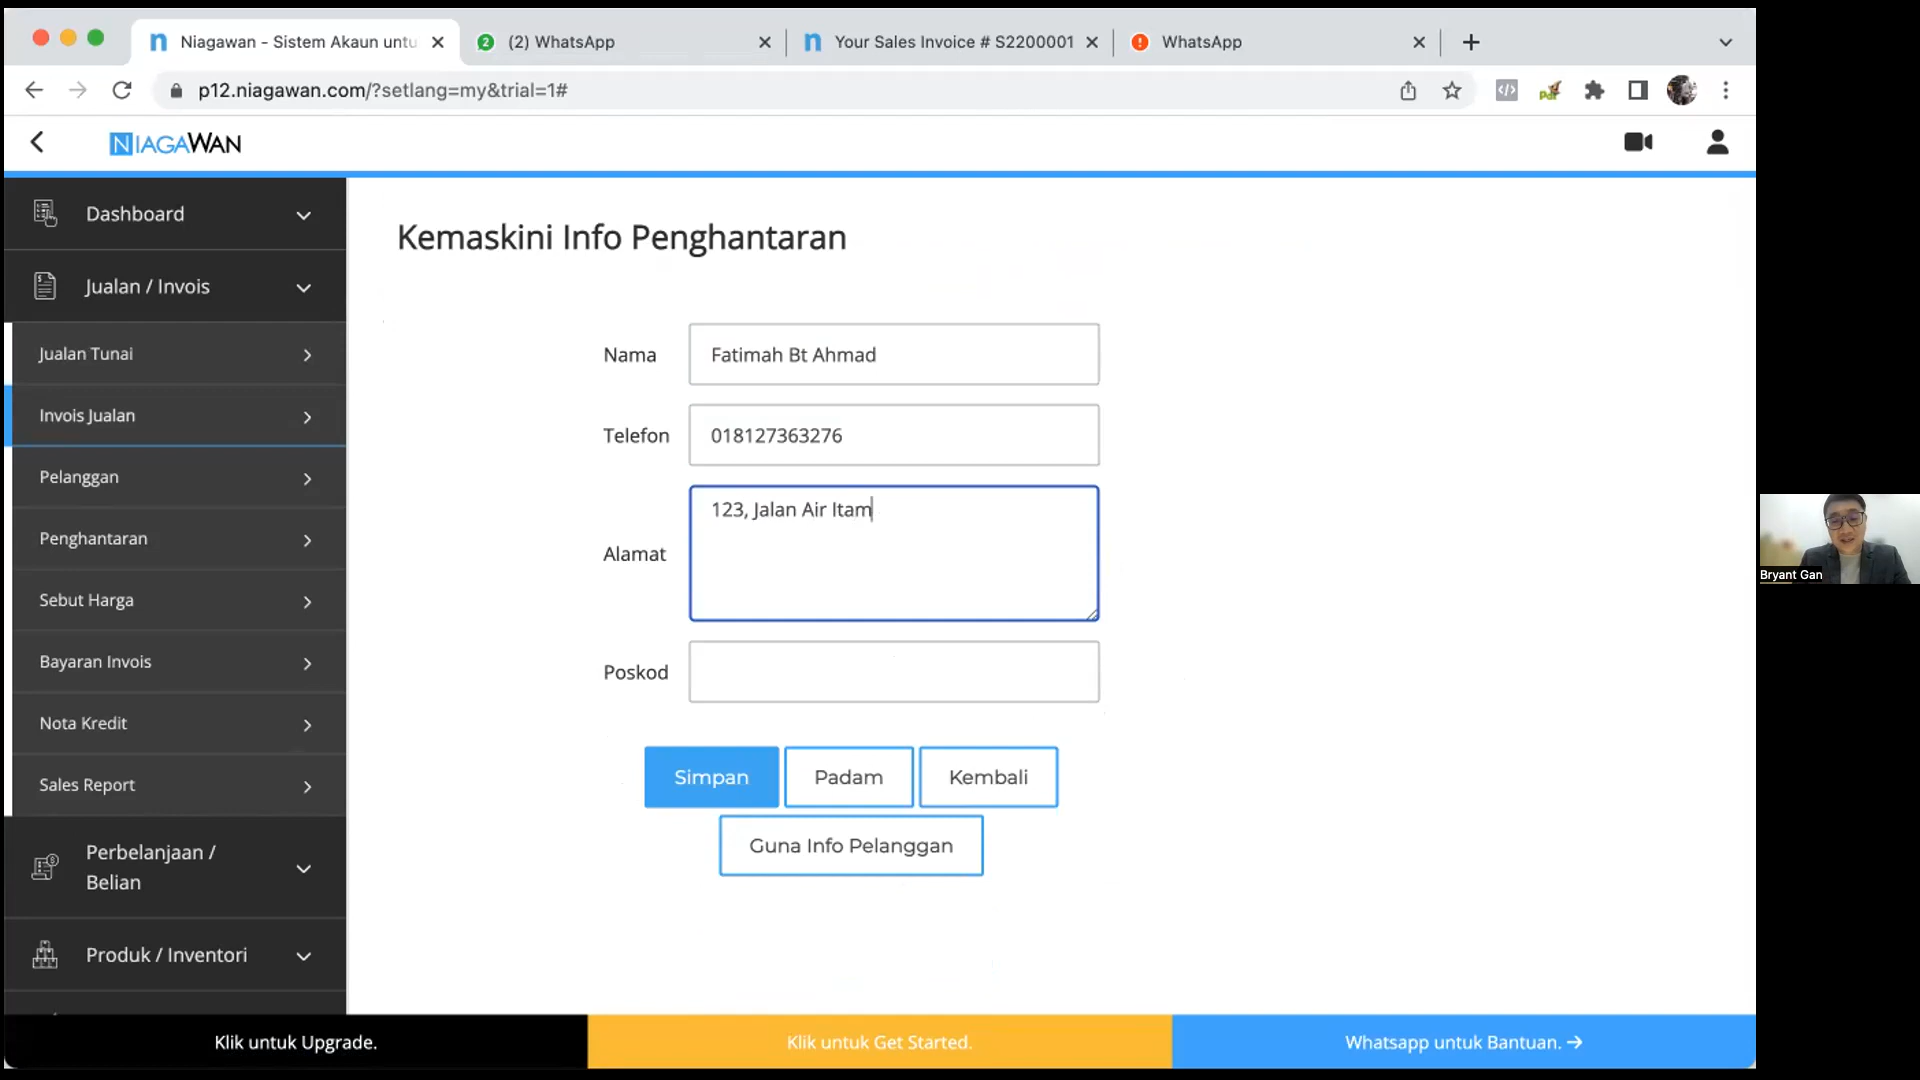 Niagawan - Sistem Akaun untu
(2) WhatsApp
Your Sales Invoice # S2200001
WhatsApp
p12.niagawan.com/?setlang=my&trial=1#
NIAGAWAN
Dashboard
Jualan / Invois
Jualan Tunai
Invois Jualan
Pelanggan
Penghantaran
Sebut Harga
Bayaran Invois
Nota Kredit
Sales Report
Perbelanjaan /
Belian
Produk / Inventori
Kemaskini Info Penghantaran
Nama
Fatimah Bt Ahmad
Telefon
018127363276
Alamat
123, Jalan Air Itam
Poskod
Simpan
Padam
Kembali
Guna Info Pelanggan
Bryant Gan
Klik untuk Upgrade.
Klik untuk Get Started.
Whatsapp untuk Bantuan. →